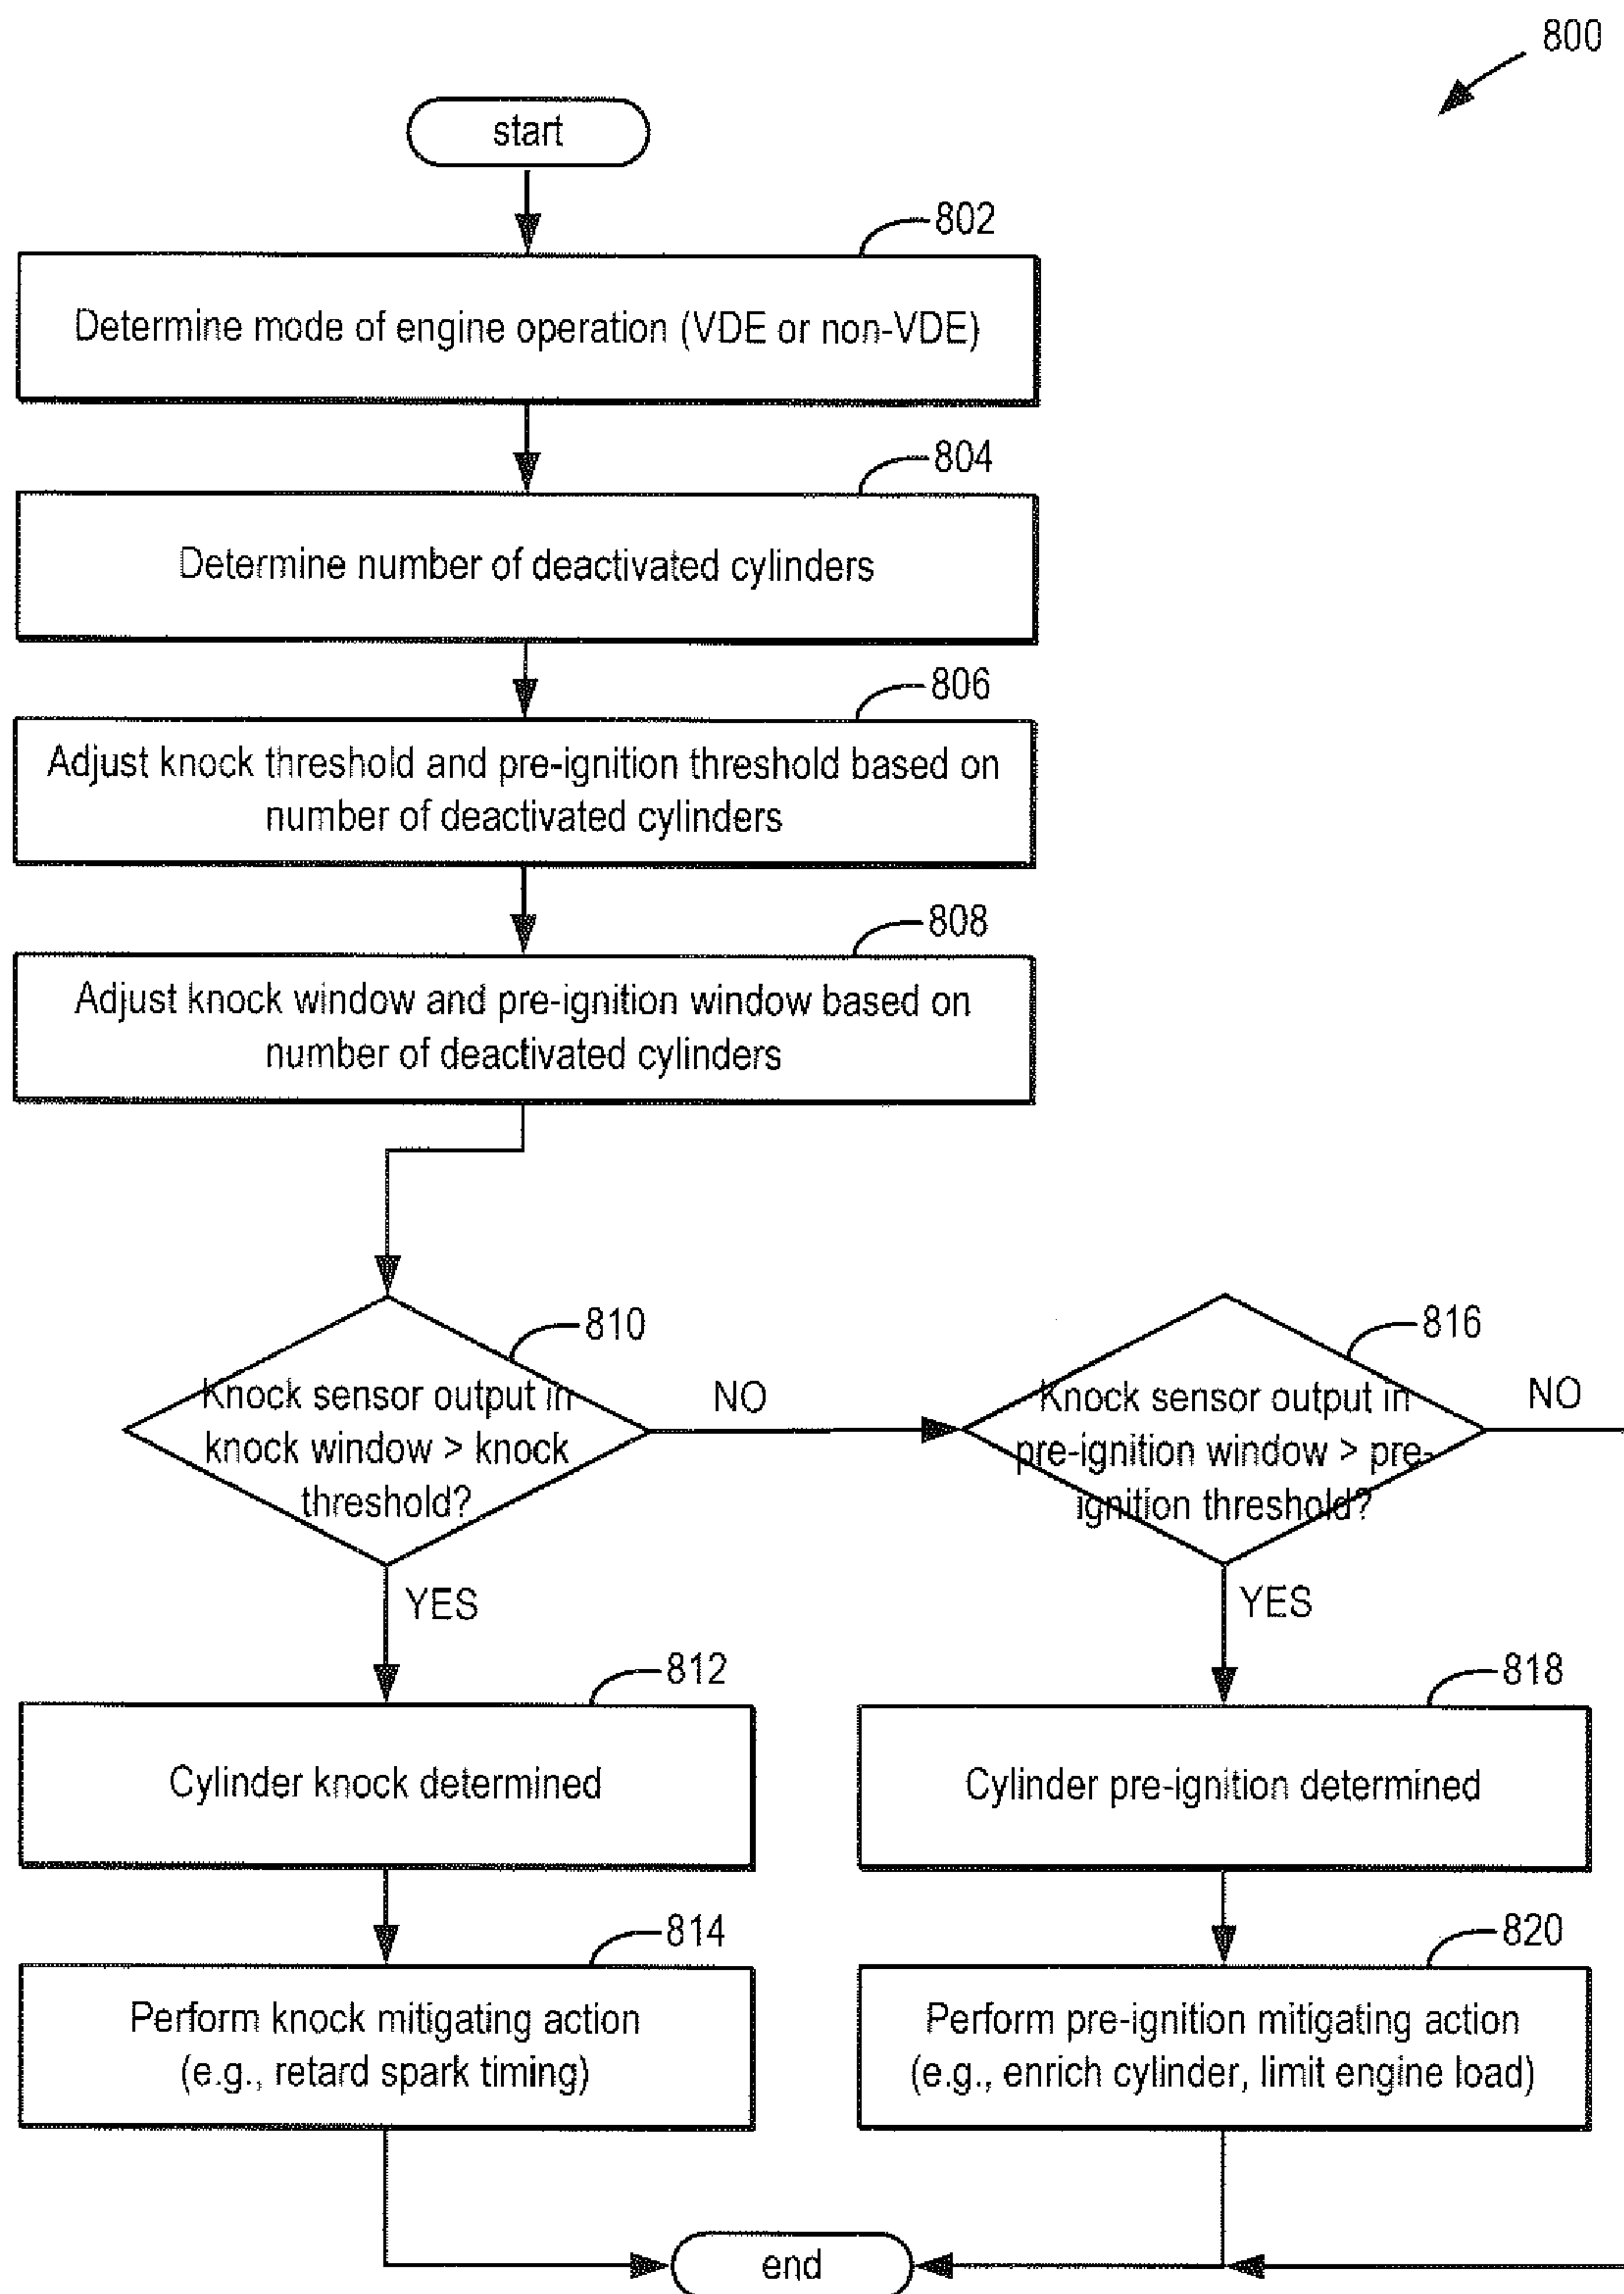 800
start
802
Determine mode of engine operation (VDE or non-VDE)
804
Determine number of deactivated cylinders
806
Adjust knock threshold and pre-ignition threshold based on
number of deactivated cylinders
808
Adjust knock window and pre-ignition window based on
number of deactivated cylinders
810
Knock sensor output in
knock window > knock
threshold?
NO
816
Knock sensor output in
pre-ignition window > pre-
ignition threshold?
NO
YES
YES
812
Cylinder knock determined
818
Cylinder pre-ignition determined
814
Perform knock mitigating action
(e.g., retard spark timing)
820
Perform pre-ignition mitigating action
(e.g., enrich cylinder, limit engine load)
end